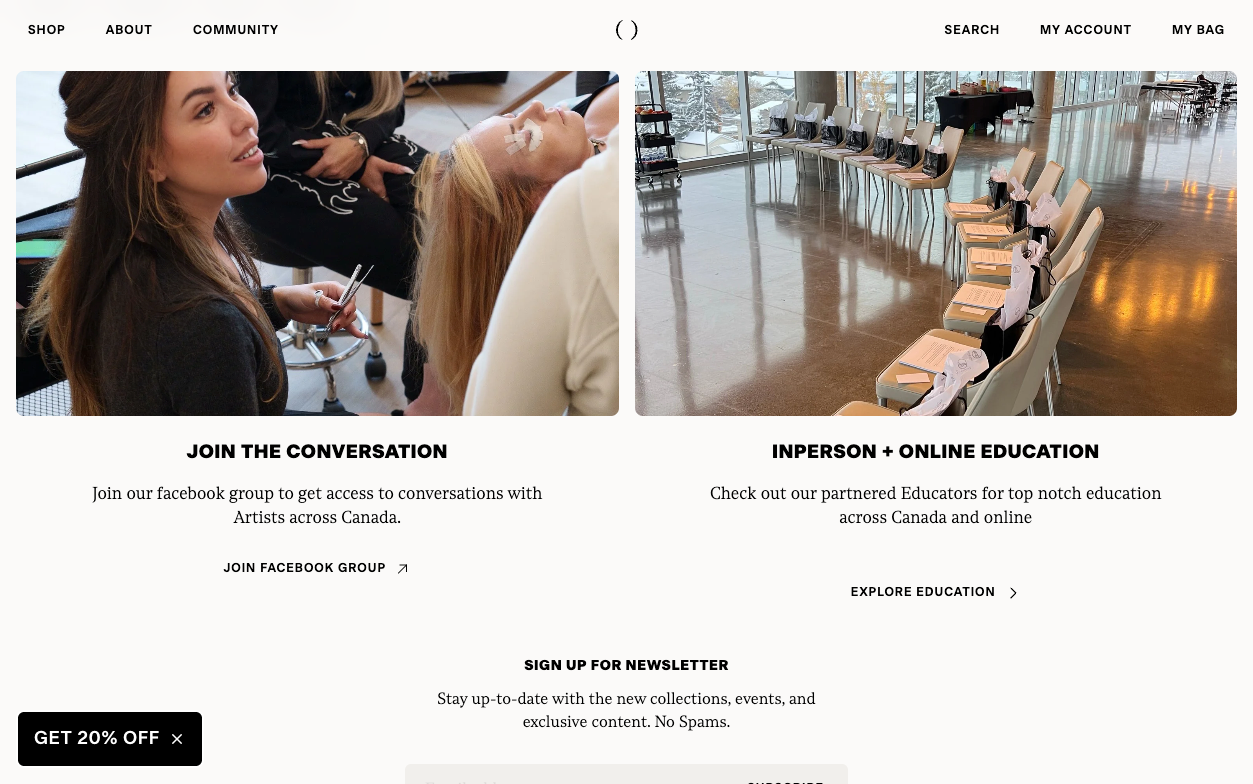 SHOP ABOUT COMMUNITY ( ) SEARCH MY ACCOUNT MY BAG
JOIN THE CONVERSATION
Join our facebook group to get access to conversations with
Artists across Canada.
JOIN FACEBOOK GROUP
INPERSON + ONLINE EDUCATION
Check out our partnered Educators for top notch education
across Canada and online
EXPLORE EDUCATION
SIGN UP FOR NEWSLETTER
Stay up-to-date with the new collections, events, and
exclusive content. No Spams.
GET 20% OFF